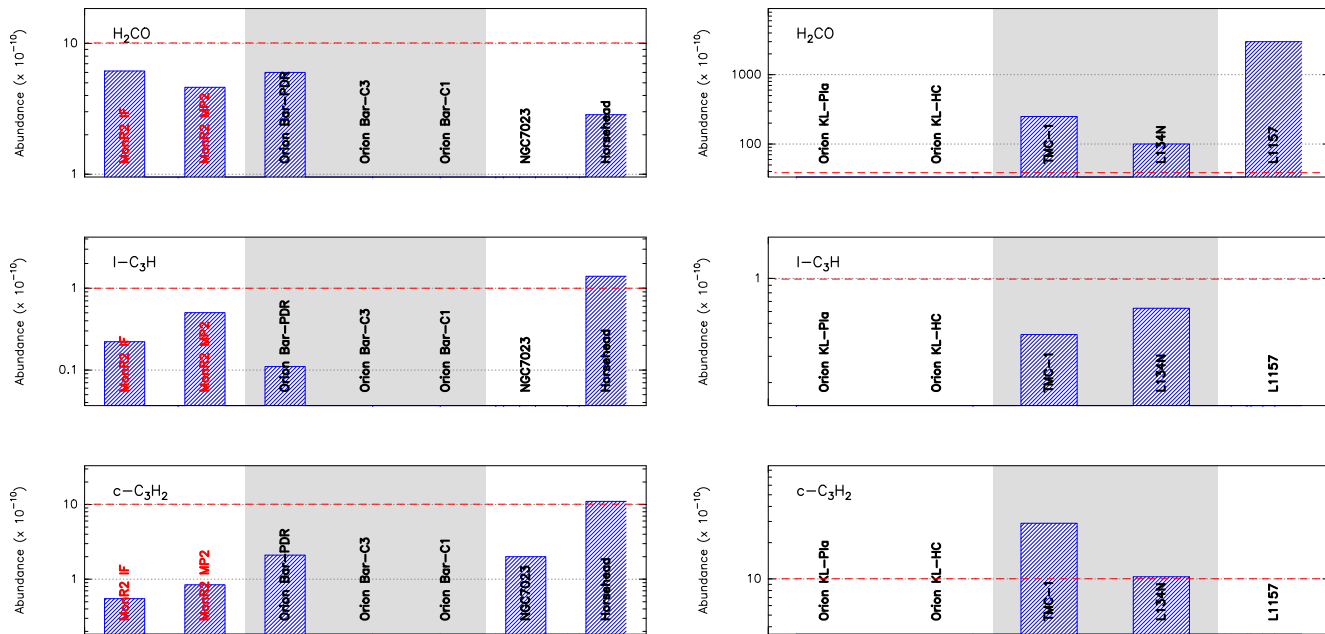 H₂CO
Abundance (x 10⁻¹⁰)
10
1
MonR2 IF
MonR2 MP2
Orion Bar−PDR
Orion Bar−C3
Orion Bar−C1
NGC7023
Horsehead
H₂CO
Abundance (x 10⁻¹⁰)
1000
100
Orion KL−Pla
Orion KL−HC
TMC−1
L134N
L1157
l−C₃H
Abundance (x 10⁻¹⁰)
1
0.1
MonR2 IF
MonR2 MP2
Orion Bar−PDR
Orion Bar−C3
Orion Bar−C1
NGC7023
Horsehead
l−C₃H
Abundance (x 10⁻¹⁰)
1
Orion KL−Pla
Orion KL−HC
TMC−1
L134N
L1157
c−C₃H₂
Abundance (x 10⁻¹⁰)
10
1
MonR2 IF
MonR2 MP2
Orion Bar−PDR
Orion Bar−C3
Orion Bar−C1
NGC7023
Horsehead
c−C₃H₂
Abundance (x 10⁻¹⁰)
10
Orion KL−Pla
Orion KL−HC
TMC−1
L134N
L1157